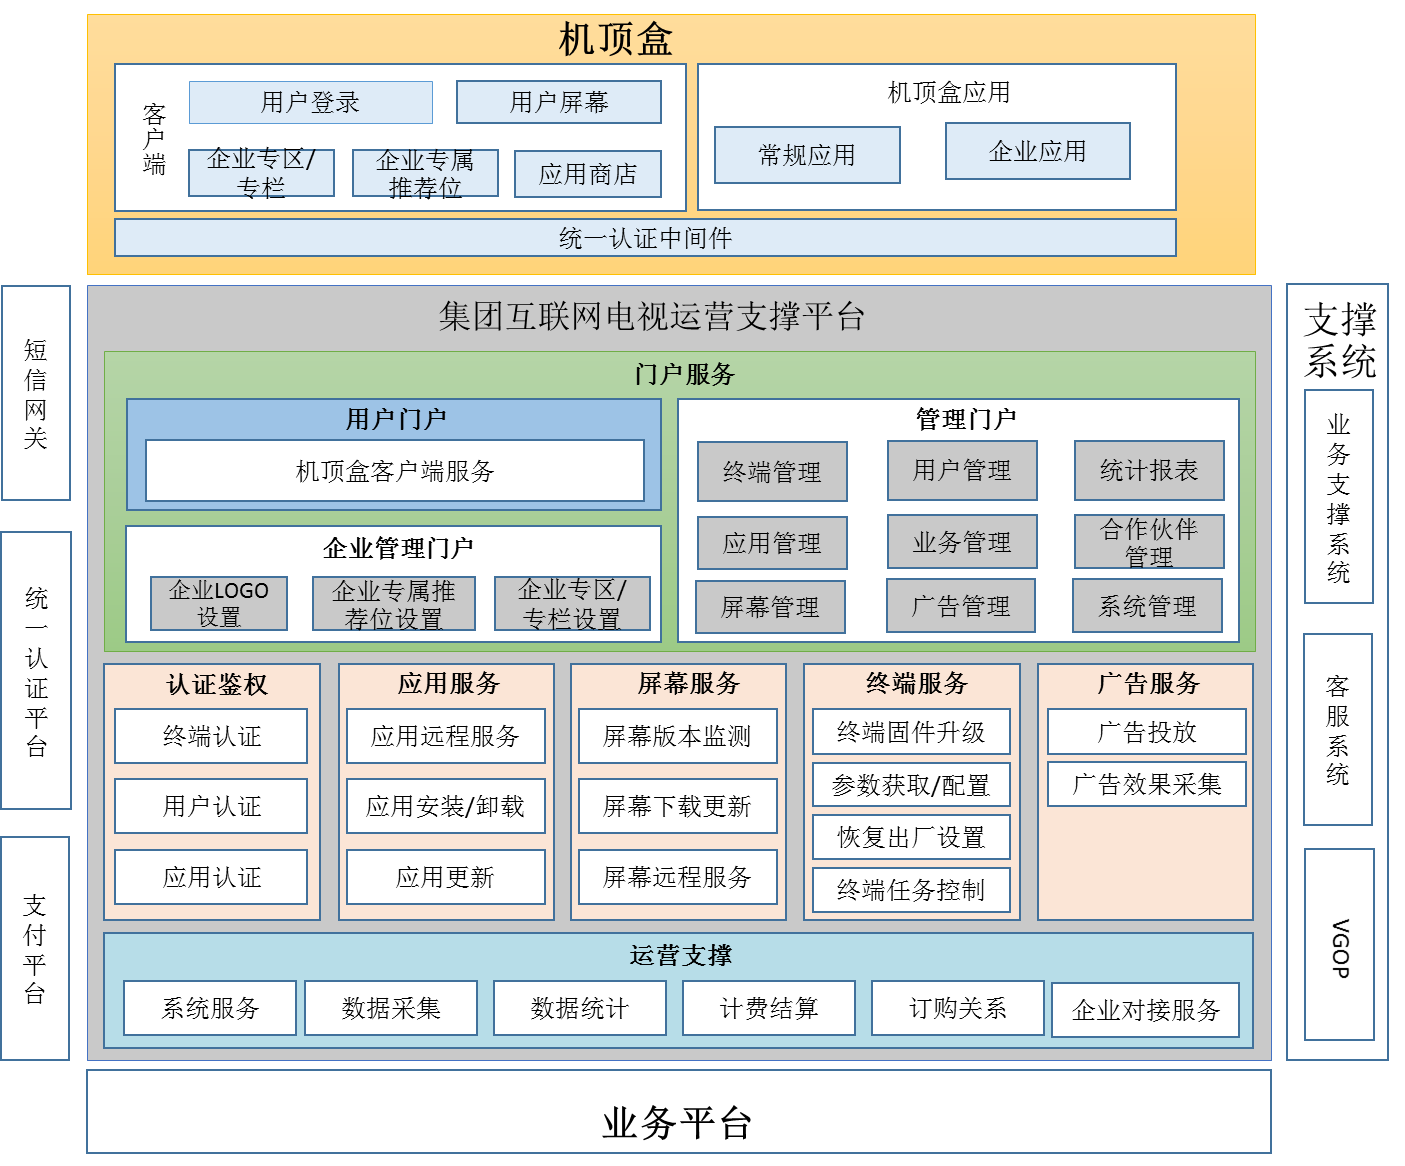 机顶盒
客户端
用户登录
用户屏幕
企业专区/
专栏
企业专属
推荐位
应用商店
机顶盒应用
常规应用
企业应用
统一认证中间件
短信网关
统一认证平台
支付平台
集团互联网电视运营支撑平台
门户服务
用户门户
机顶盒客户端服务
企业管理门户
企业LOGO
设置
企业专属推
荐位设置
企业专区/
专栏设置
管理门户
终端管理
用户管理
统计报表
应用管理
业务管理
合作伙伴
管理
屏幕管理
广告管理
系统管理
认证鉴权
终端认证
用户认证
应用认证
应用服务
应用远程服务
应用安装/卸载
应用更新
屏幕服务
屏幕版本监测
屏幕下载更新
屏幕远程服务
终端服务
终端固件升级
参数获取/配置
恢复出厂设置
终端任务控制
广告服务
广告投放
广告效果采集
运营支撑
系统服务
数据采集
数据统计
计费结算
订购关系
企业对接服务
支撑
系统
业务支撑系统
客服系统
VGOP
业务平台